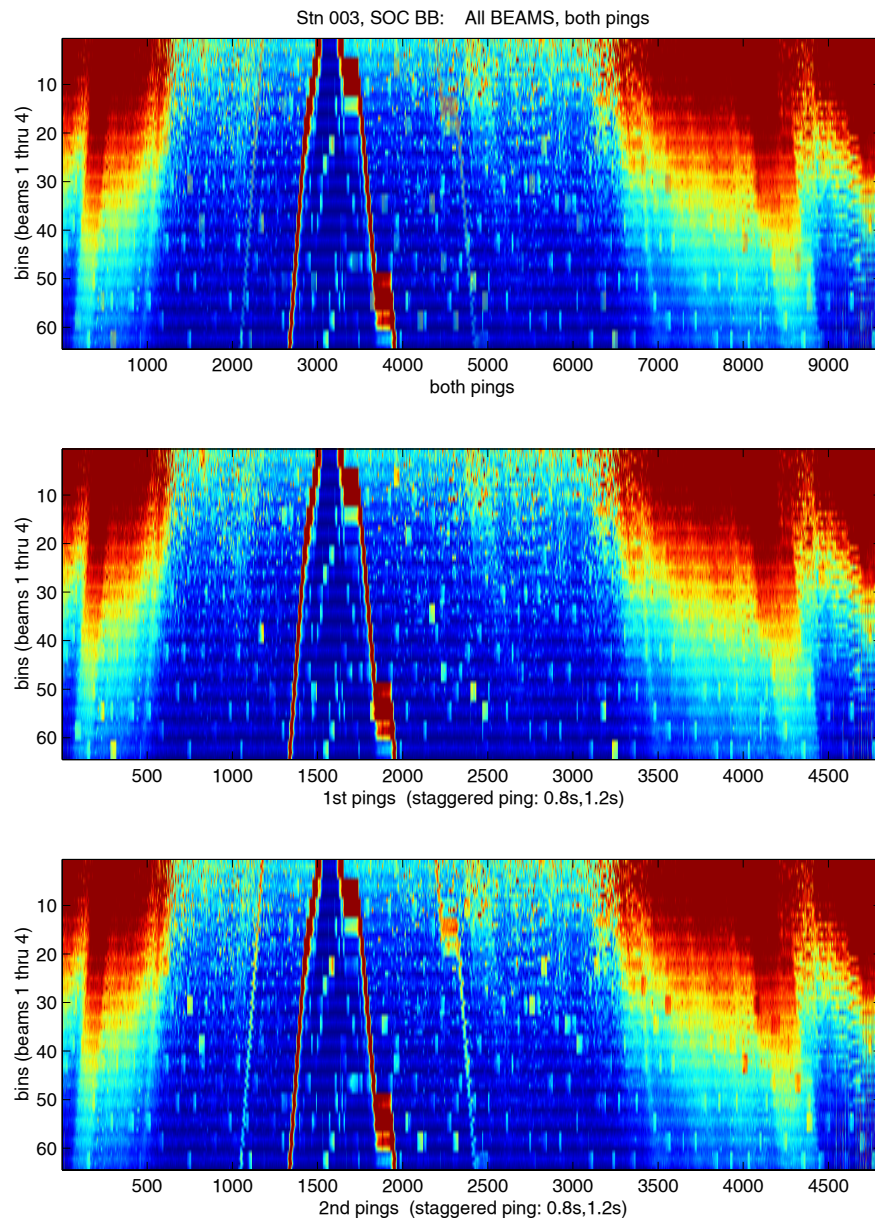 Stn 003, SOC BB: All BEAMS, both pings
bins (beams 1 thru 4)
10
20
30
40
50
60
1000 2000 3000 4000 5000 6000 7000 8000 9000
both pings
bins (beams 1 thru 4)
10
20
30
40
50
60
500 1000 1500 2000 2500 3000 3500 4000 4500
1st pings (staggered ping: 0.8s,1.2s)
bins (beams 1 thru 4)
10
20
30
40
50
60
500 1000 1500 2000 2500 3000 3500 4000 4500
2nd pings (staggered ping: 0.8s,1.2s)